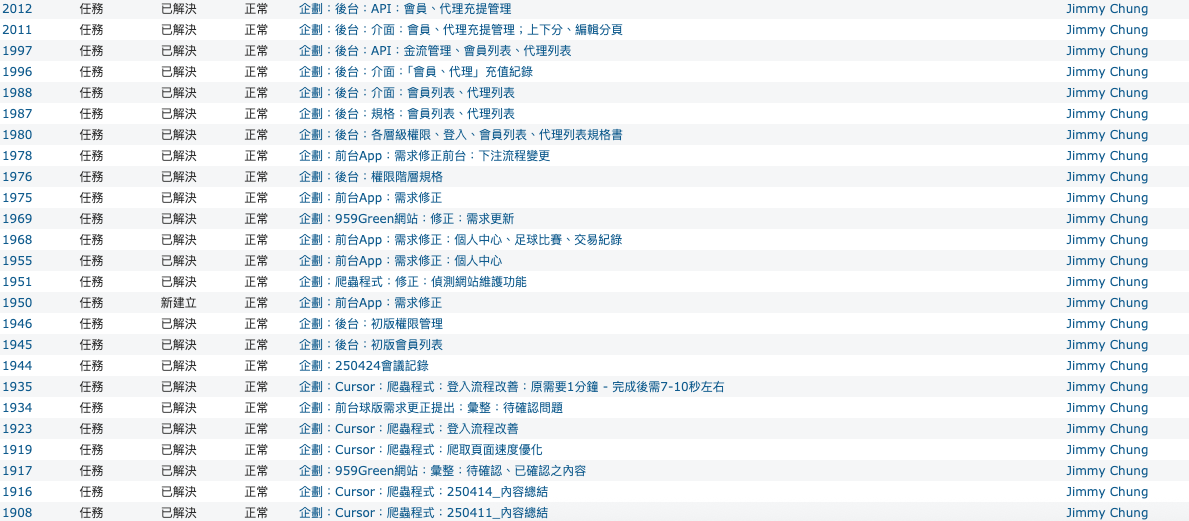 2012 任務 已解決 正常 企劃：後台：API：會員、代理充提管理 Jimmy Chung
2011 任務 已解決 正常 企劃：後台：介面：會員、代理充提管理；上下分、編輯分頁 Jimmy Chung
1997 任務 已解決 正常 企劃：後台：API：金流管理、會員列表、代理列表 Jimmy Chung
1996 任務 已解決 正常 企劃：後台：介面：「會員、代理」充值紀錄 Jimmy Chung
1988 任務 已解決 正常 企劃：後台：介面：會員列表、代理列表 Jimmy Chung
1987 任務 已解決 正常 企劃：後台：規格：會員列表、代理列表 Jimmy Chung
1980 任務 已解決 正常 企劃：後台：各層級權限、登入、會員列表、代理列表規格書 Jimmy Chung
1978 任務 已解決 正常 企劃：前台App：需求修正前台：下注流程變更 Jimmy Chung
1976 任務 已解決 正常 企劃：後台：權限階層規格 Jimmy Chung
1975 任務 已解決 正常 企劃：前台App：需求修正 Jimmy Chung
1969 任務 已解決 正常 企劃：959Green網站：修正：需求更新 Jimmy Chung
1968 任務 已解決 正常 企劃：前台App：需求修正：個人中心、足球比賽、交易紀錄 Jimmy Chung
1955 任務 已解決 正常 企劃：前台App：需求修正：個人中心 Jimmy Chung
1951 任務 已解決 正常 企劃：爬蟲程式：修正：偵測網站維護功能 Jimmy Chung
1950 任務 新建立 正常 企劃：前台App：需求修正 Jimmy Chung
1946 任務 已解決 正常 企劃：後台：初版權限管理 Jimmy Chung
1945 任務 已解決 正常 企劃：後台：初版會員列表 Jimmy Chung
1944 任務 已解決 正常 企劃：250424會議記錄 Jimmy Chung
1935 任務 已解決 正常 企劃：Cursor：爬蟲程式：登入流程改善：原需要1分鐘 - 完成後需7-10秒左右 Jimmy Chung
1934 任務 已解決 正常 企劃：前台球版需求更正提出：彙整：待確認問題 Jimmy Chung
1923 任務 已解決 正常 企劃：Cursor：爬蟲程式：登入流程改善 Jimmy Chung
1919 任務 已解決 正常 企劃：Cursor：爬蟲程式：爬取頁面速度優化 Jimmy Chung
1917 任務 已解決 正常 企劃：959Green網站：彙整：待確認、已確認之內容 Jimmy Chung
1916 任務 已解決 正常 企劃：Cursor：爬蟲程式：250414_內容總結 Jimmy Chung
1908 任務 已解決 正常 企劃：Cursor：爬蟲程式：250411_內容總結 Jimmy Chung